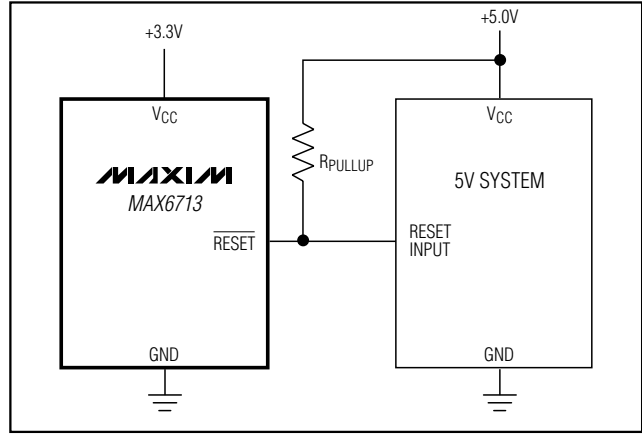 +3.3V
+5.0V
VCC
VCC
RPULLUP
MAXIM
MAX6713
5V SYSTEM
RESET
RESET
INPUT
GND
GND